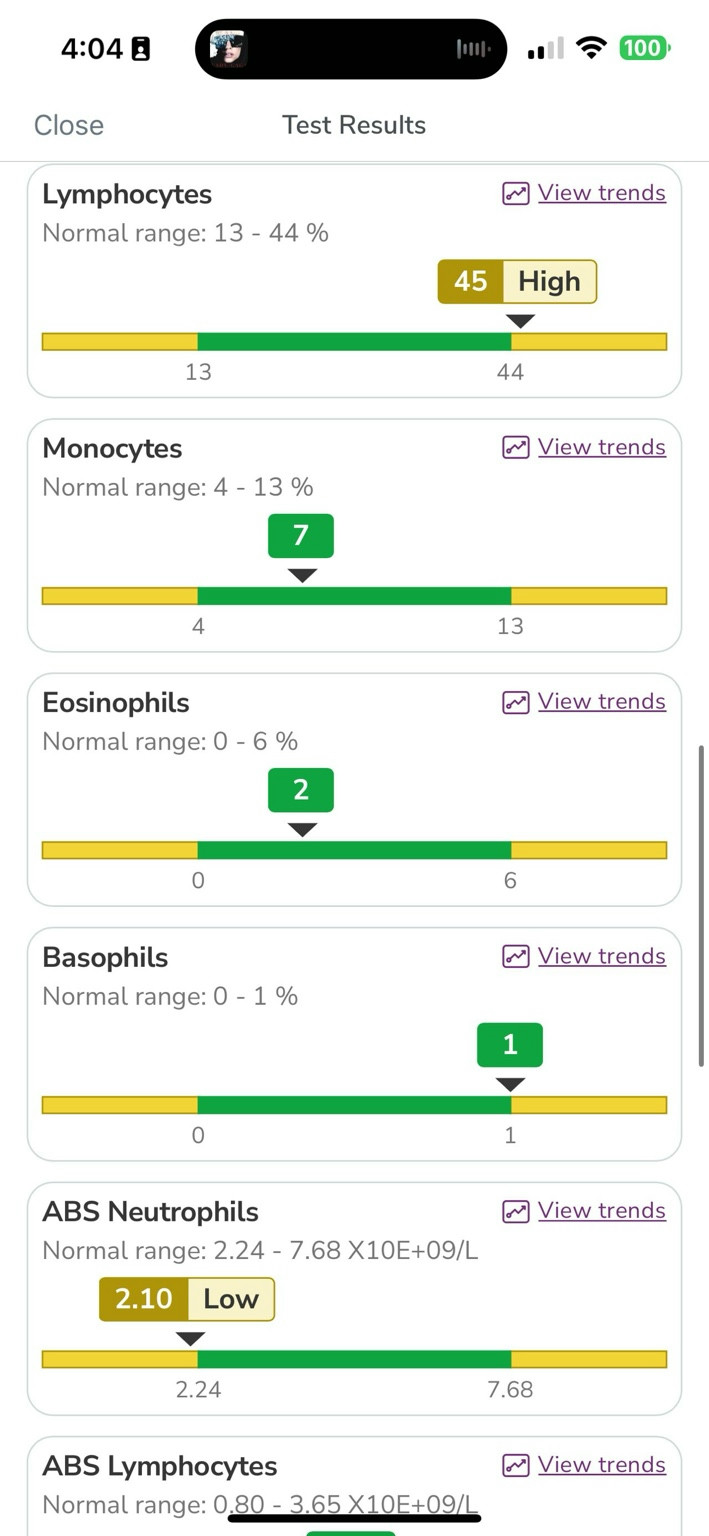 4:04
100
Close
Test Results
Lymphocytes
View trends
Normal range: 13 - 44 %
45 High
13 44
Monocytes
View trends
Normal range: 4 - 13 %
7
4 13
Eosinophils
View trends
Normal range: 0 - 6 %
2
0 6
Basophils
View trends
Normal range: 0 - 1 %
1
0 1
ABS Neutrophils
View trends
Normal range: 2.24 - 7.68 X10E+09/L
2.10 Low
2.24 7.68
ABS Lymphocytes
View trends
Normal range: 0.80 - 3.65 X10E+09/L